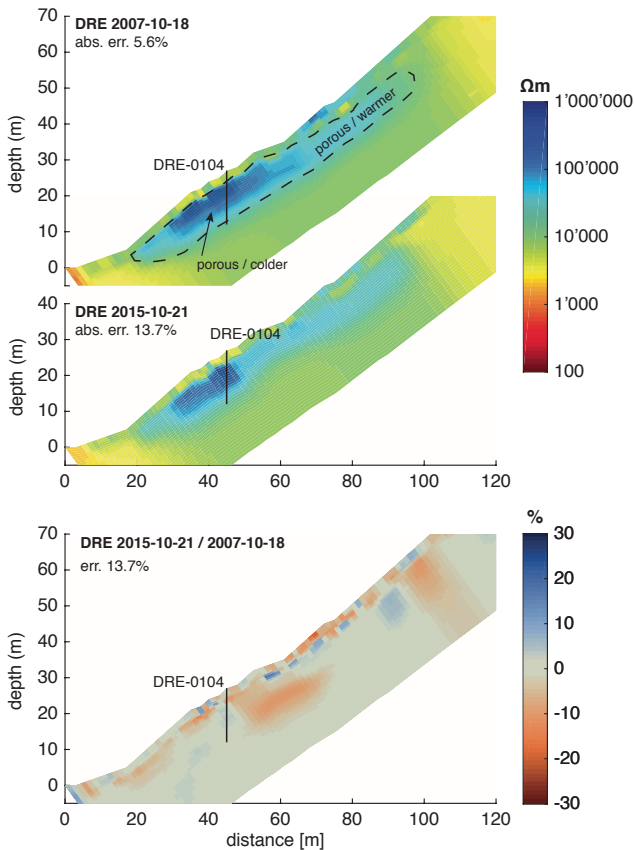 DRE 2007-10-18
abs. err. 5.6%
70
60
50
40
30
20
10
0
depth (m)
DRE-0104
porous / warmer
porous / colder
Ωm
1'000'000
100'000
10'000
1'000
100
DRE 2015-10-21
abs. err. 13.7%
40
30
20
10
0
depth (m)
DRE-0104
0 20 40 60 80 100 120
DRE 2015-10-21 / 2007-10-18
err. 13.7%
70
60
50
40
30
20
10
0
depth (m)
DRE-0104
%
30
20
10
0
-10
-20
-30
0 20 40 60 80 100 120
distance [m]